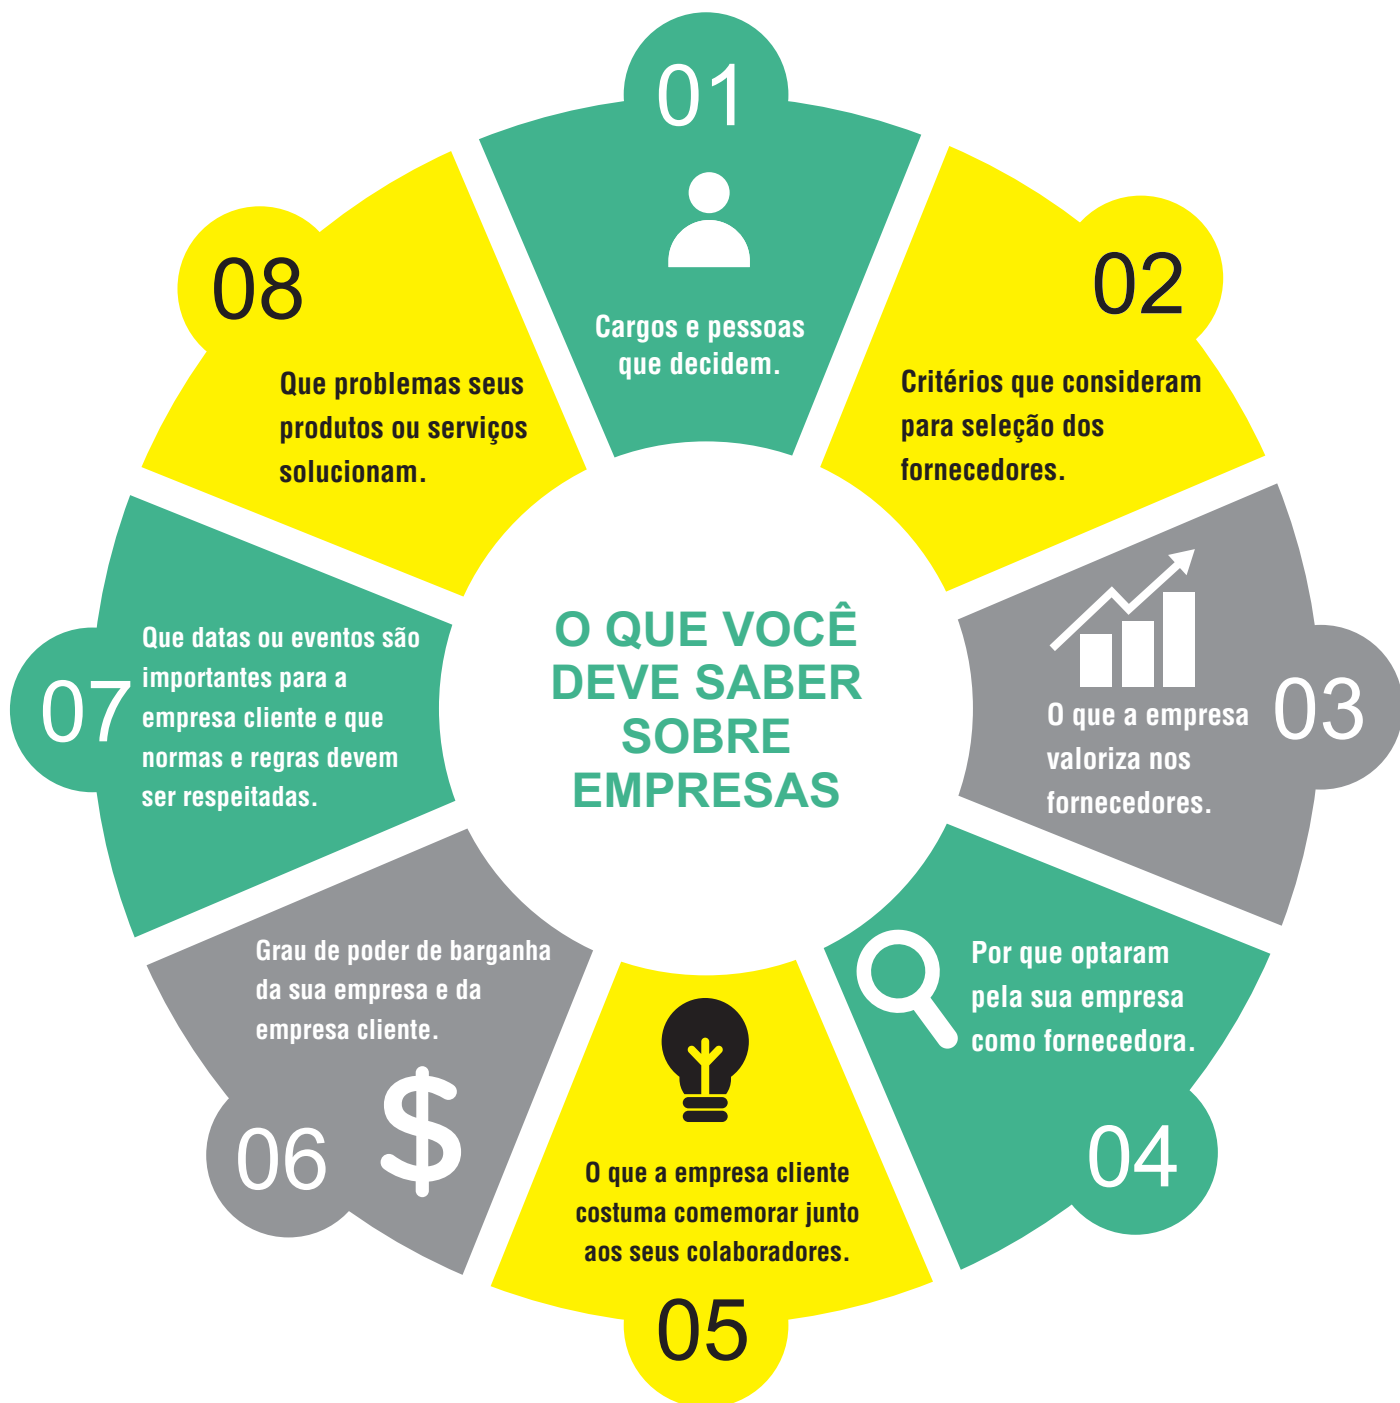 O QUE VOCÊ
DEVE SABER
SOBRE
EMPRESAS
01
Cargos e pessoas
que decidem.
02
Critérios que consideram
para seleção dos
fornecedores.
03
O que a empresa
valoriza nos
fornecedores.
04
Por que optaram
pela sua empresa
como fornecedora.
05
O que a empresa cliente
costuma comemorar junto
aos seus colaboradores.
06
Grau de poder de barganha
da sua empresa e da
empresa cliente.
$
07
Que datas ou eventos são
importantes para a
empresa cliente e que
normas e regras devem
ser respeitadas.
08
Que problemas seus
produtos ou serviços
solucionam.